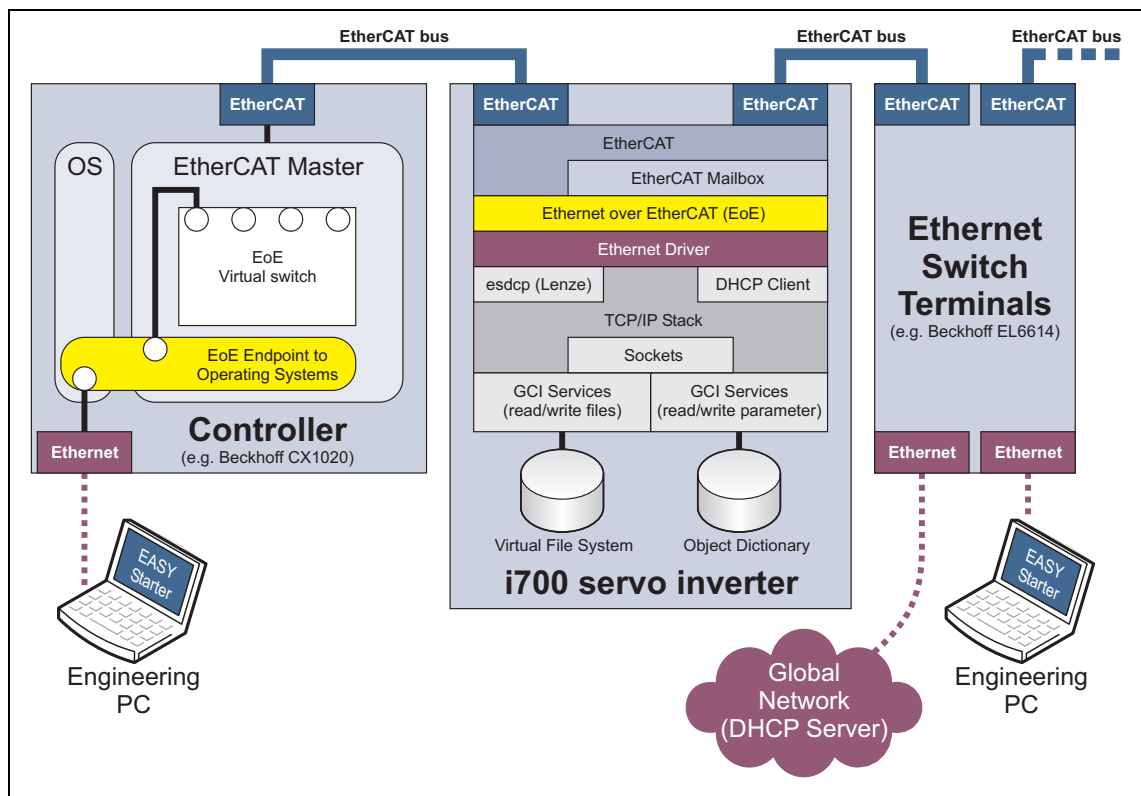 EtherCAT bus
EtherCAT bus
EtherCAT bus
EtherCAT
OS
EtherCAT Master
EoE
Virtual switch
EoE Endpoint to
Operating Systems
Controller
(e.g. Beckhoff CX1020)
Ethernet
EASY
Starter
Engineering
PC
EtherCAT
EtherCAT
EtherCAT
EtherCAT Mailbox
Ethernet over EtherCAT (EoE)
Ethernet Driver
esdcp (Lenze)
DHCP Client
TCP/IP Stack
Sockets
GCI Services
(read/write files)
GCI Services
(read/write parameter)
Virtual File System
Object Dictionary
i700 servo inverter
EtherCAT
EtherCAT
Ethernet
Switch
Terminals
(e.g. Beckhoff EL6614)
Ethernet
Ethernet
Global
Network
(DHCP Server)
EASY
Starter
Engineering
PC